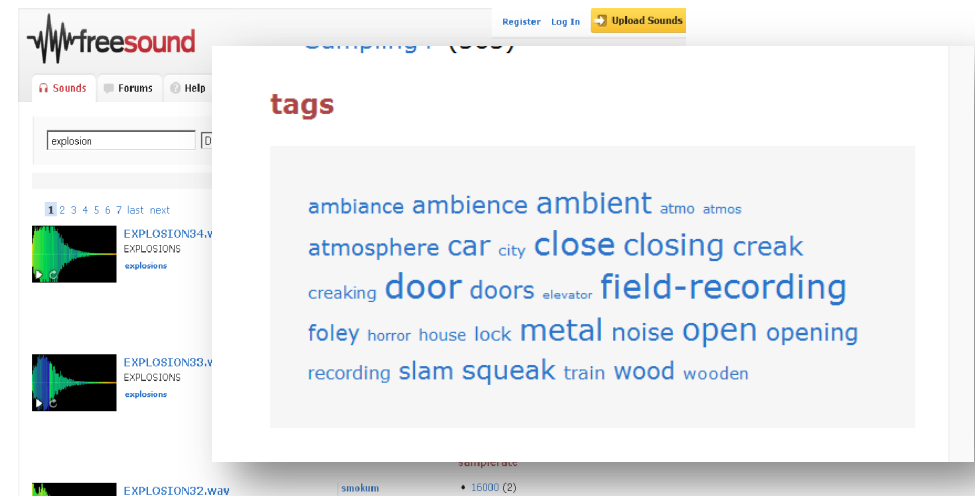 Register Log In Upload Sounds
freesound
Sounds Forums Help
tags
explosion
ambiance ambience ambient atmo atmos
1 2 3 4 5 6 7 last next
EXPLOSION34.w
EXPLOSIONS
explosions
atmosphere car city close closing creak
creaking door doors elevator field-recording
foley horror house lock metal noise open opening
recording slam squeak train wood wooden
EXPLOSION33.w
EXPLOSIONS
explosions
samplerate
EXPLOSION32.wav
smokum
• 16000 (2)